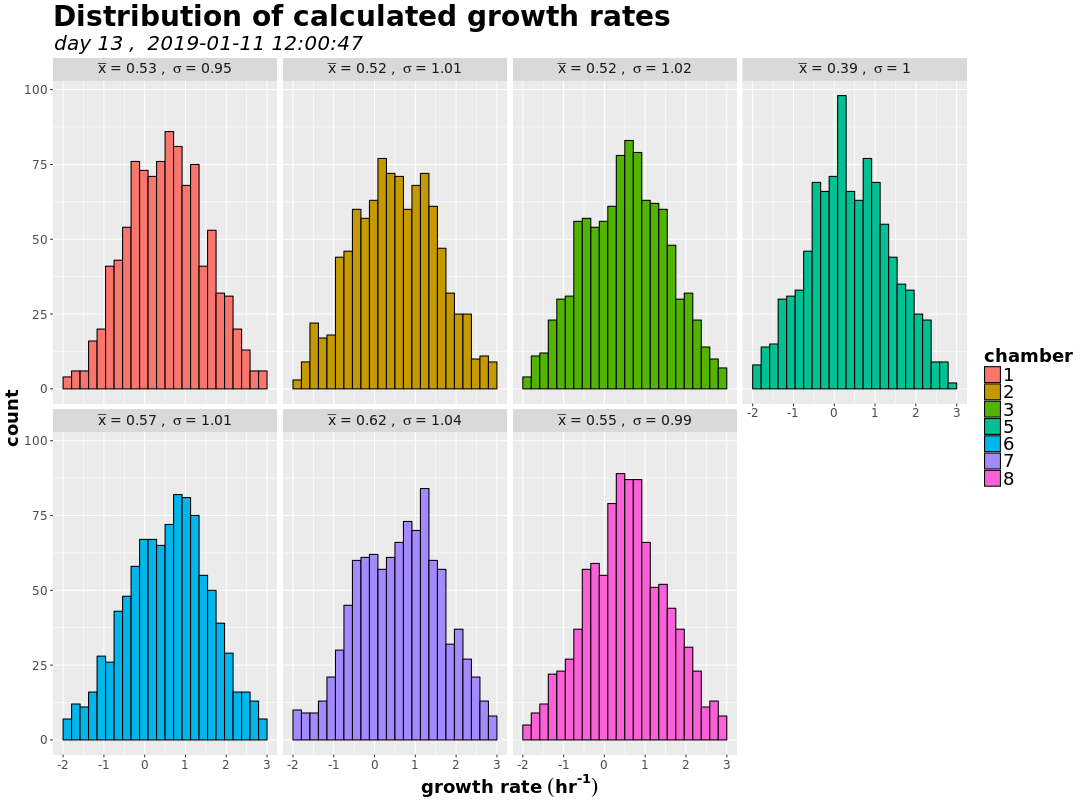 Distribution of calculated growth rates
day 13 ,  2019-01-11 12:00:47
x̅ = 0.53 ,  σ = 0.95
x̅ = 0.52 ,  σ = 1.01
x̅ = 0.52 ,  σ = 1.02
x̅ = 0.39 ,  σ = 1
100
75
50
25
0
-2 -1 0 1 2 3
x̅ = 0.57 ,  σ = 1.01
x̅ = 0.62 ,  σ = 1.04
x̅ = 0.55 ,  σ = 0.99
100
75
50
25
0
-2 -1 0 1 2 3
-2 -1 0 1 2 3
-2 -1 0 1 2 3
count
growth rate (hr⁻¹)
chamber
1
2
3
5
6
7
8